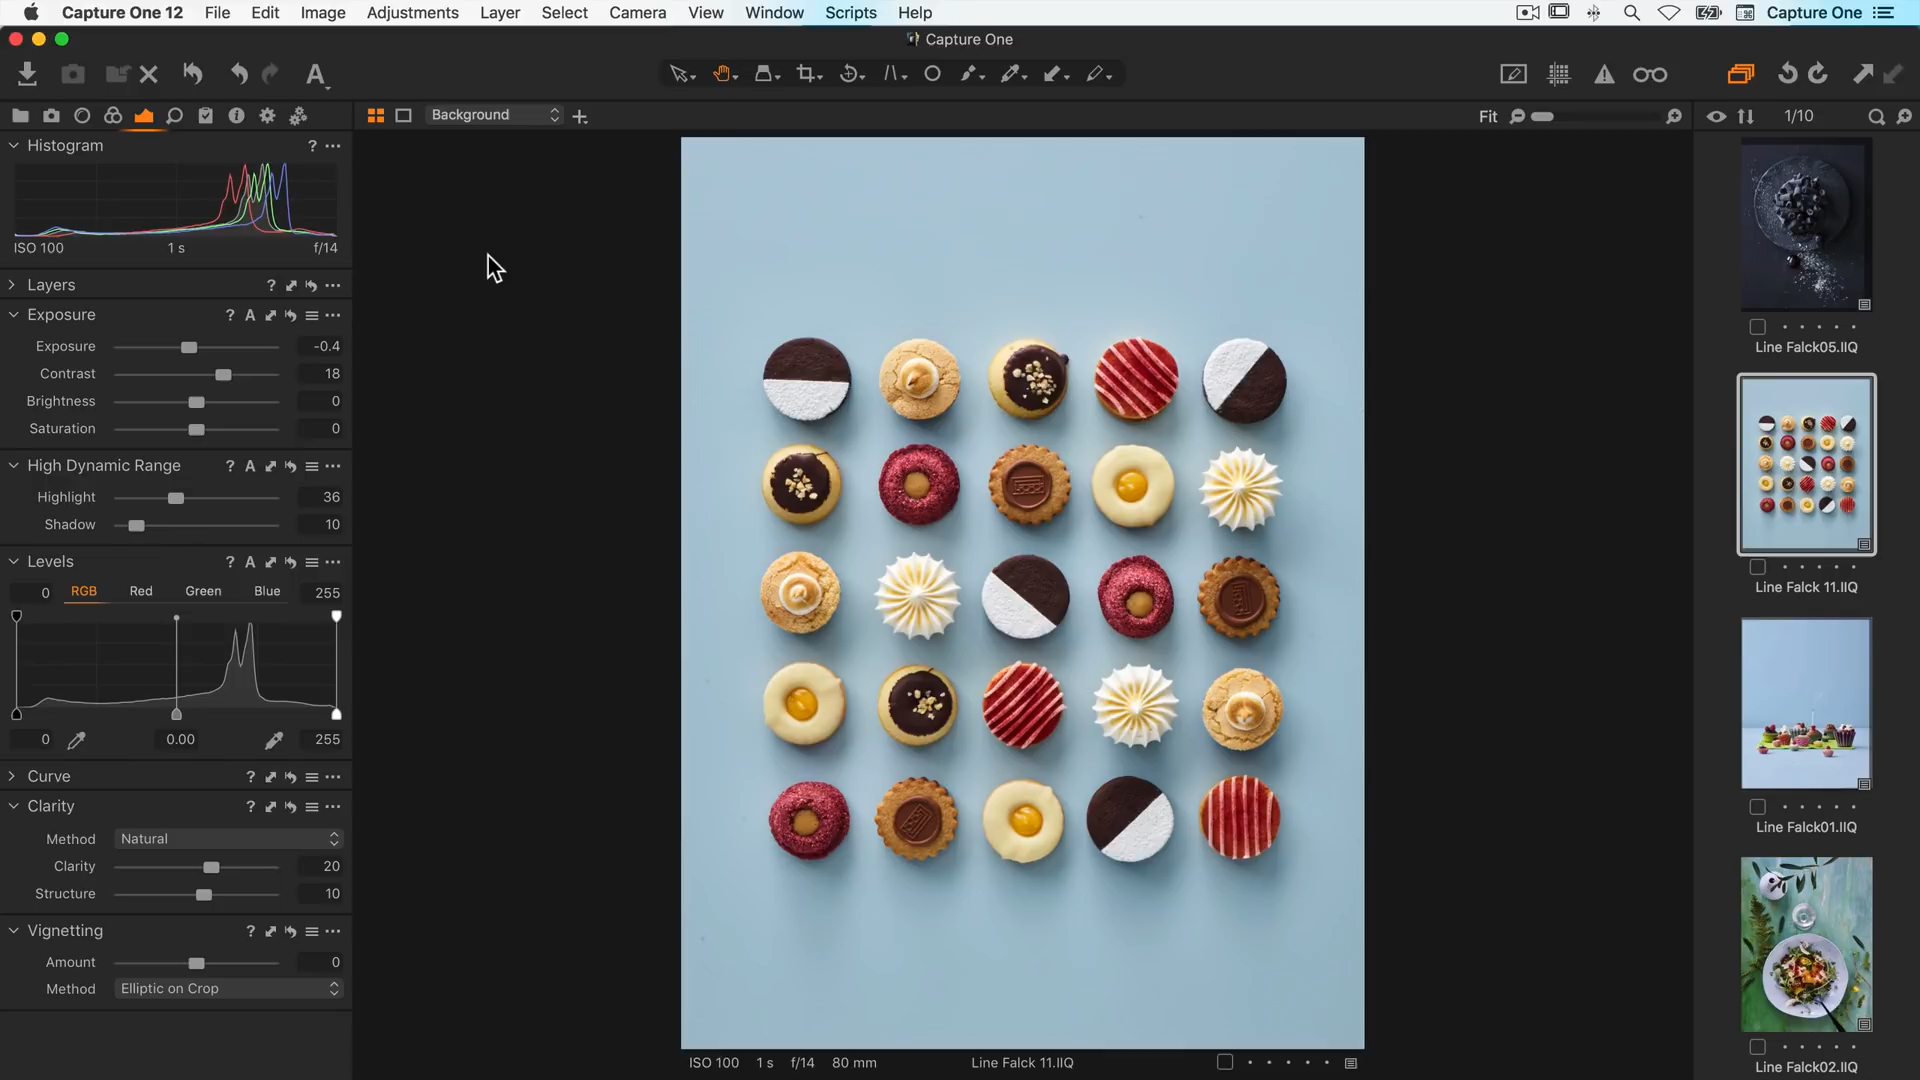 Capture One 12 File Edit Image Adjustments Layer Select Camera View Window Scripts Help Capture One
Capture One
A
Background Fit 1/10
Histogram ?
ISO 100 1 s f/14
Layers ?
Exposure ? A
Exposure -0.4
Contrast 18
Brightness 0
Saturation 0
High Dynamic Range ? A
Highlight 36
Shadow 10
Levels ? A
0 RGB Red Green Blue 255
0 0.00 255
Curve ?
Clarity ?
Method Natural
Clarity 20
Structure 10
Vignetting ?
Amount 0
Method Elliptic on Crop
ISO 100 1 s f/14 80 mm Line Falck 11.IIQ
Line Falck05.IIQ
Line Falck 11.IIQ
Line Falck01.IIQ
Line Falck02.IIQ